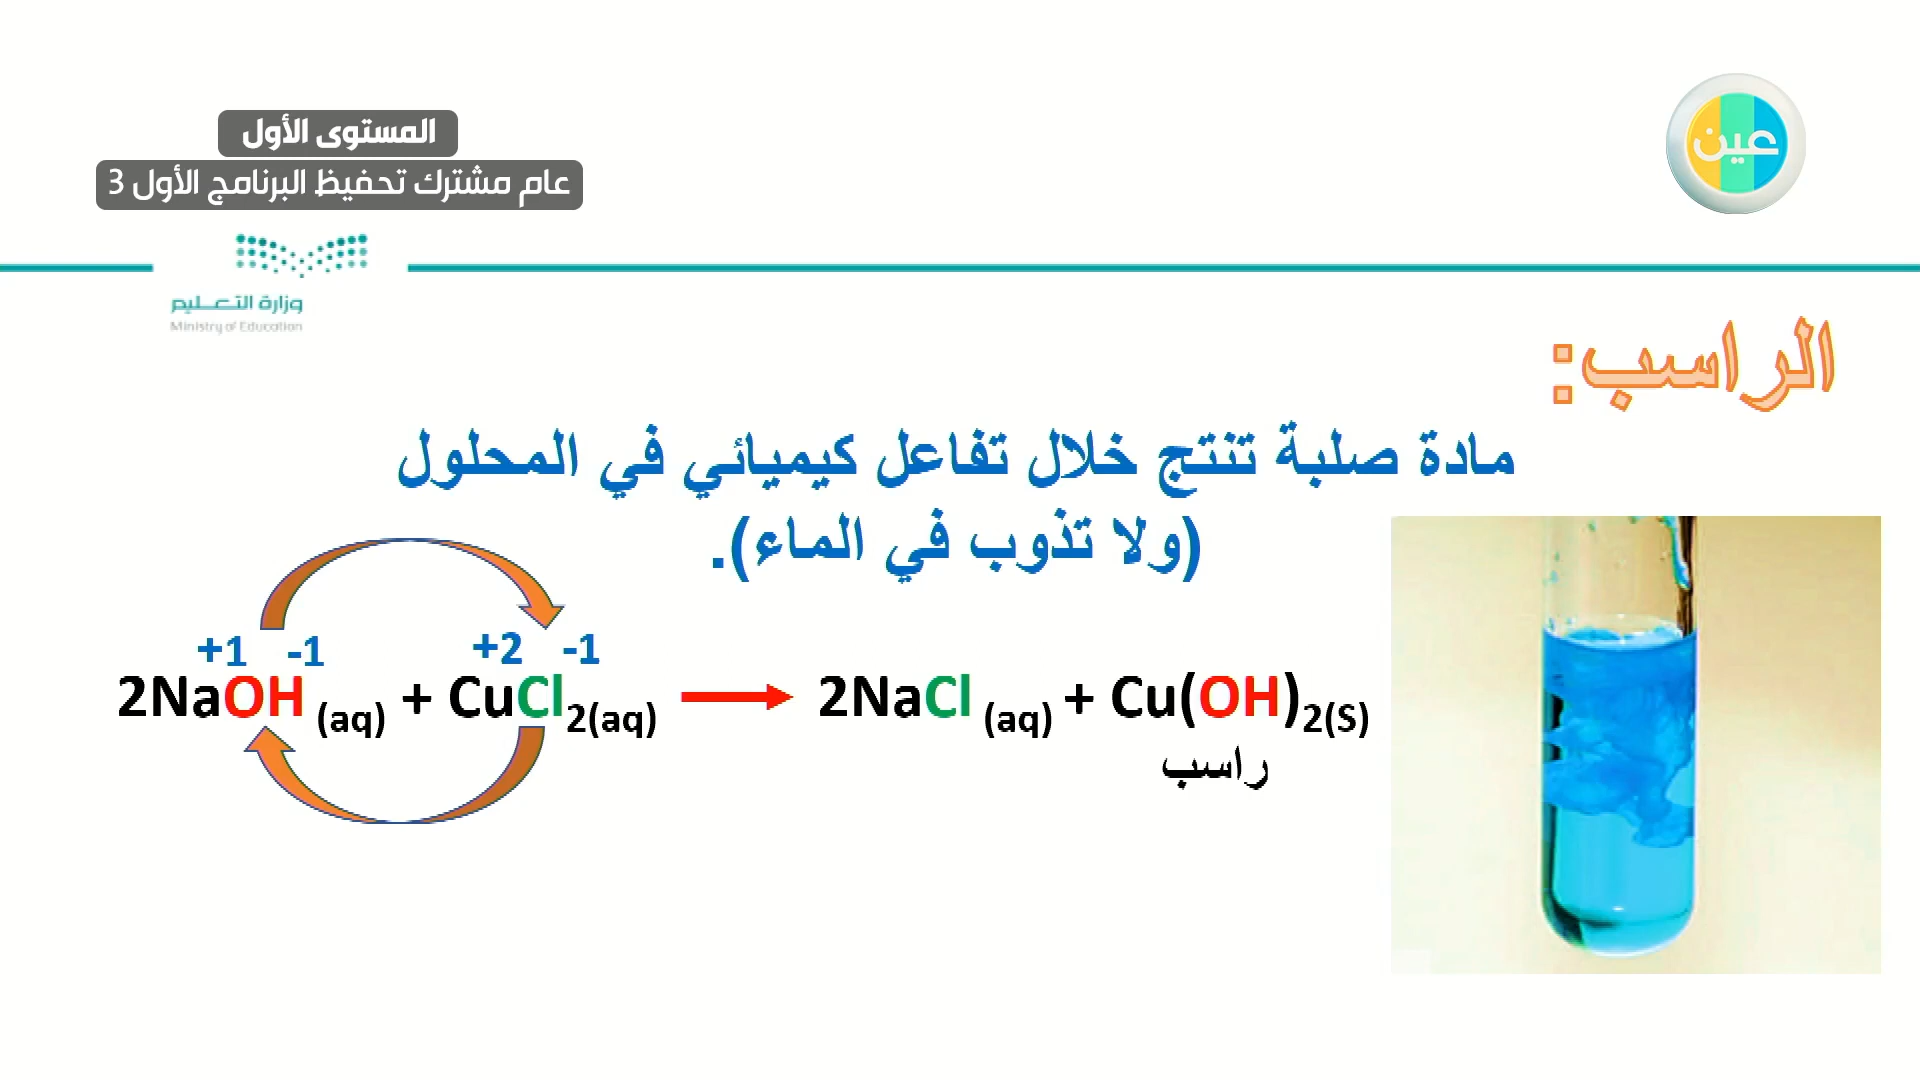 المستوى الأول
عام مشترك تحفيظ البرنامج الأول 3
عين
وزارة التعليم
Ministry of Education
الراسب:
مادة صلبة تنتج خلال تفاعل كيميائي في المحلول
(ولا تذوب في الماء).
+1 -1 +2 -1
2NaOH (aq) + CuCl2(aq) → 2NaCl (aq) + Cu(OH)2(S)
راسب